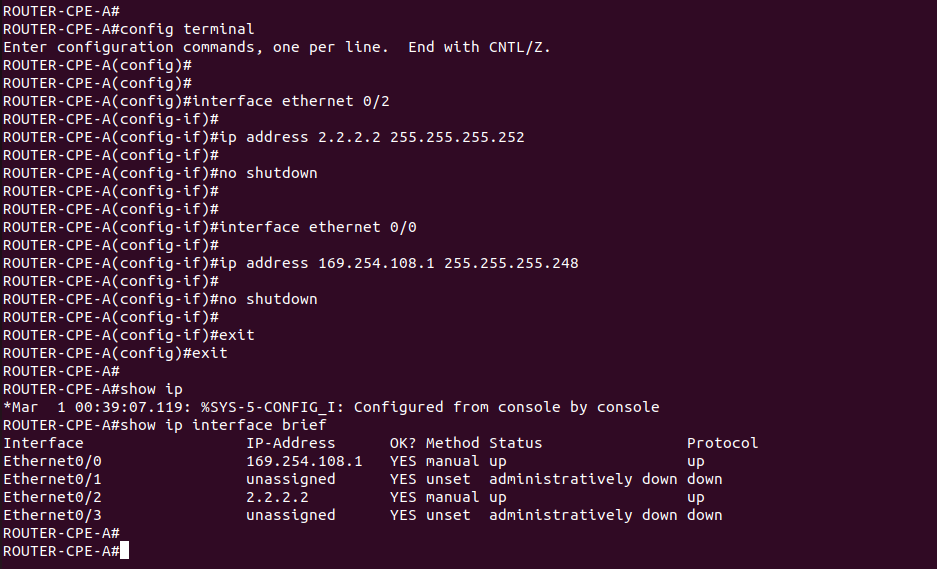 ROUTER-CPE-A#
ROUTER-CPE-A#config terminal
Enter configuration commands, one per line.  End with CNTL/Z.
ROUTER-CPE-A(config)#
ROUTER-CPE-A(config)#
ROUTER-CPE-A(config)#interface ethernet 0/2
ROUTER-CPE-A(config-if)#
ROUTER-CPE-A(config-if)#ip address 2.2.2.2 255.255.255.252
ROUTER-CPE-A(config-if)#
ROUTER-CPE-A(config-if)#no shutdown
ROUTER-CPE-A(config-if)#
ROUTER-CPE-A(config-if)#
ROUTER-CPE-A(config-if)#interface ethernet 0/0
ROUTER-CPE-A(config-if)#
ROUTER-CPE-A(config-if)#ip address 169.254.108.1 255.255.255.248
ROUTER-CPE-A(config-if)#
ROUTER-CPE-A(config-if)#no shutdown
ROUTER-CPE-A(config-if)#
ROUTER-CPE-A(config-if)#exit
ROUTER-CPE-A(config)#exit
ROUTER-CPE-A#
ROUTER-CPE-A#show ip
*Mar  1 00:39:07.119: %SYS-5-CONFIG_I: Configured from console by console
ROUTER-CPE-A#show ip interface brief
Interface                  IP-Address      OK? Method Status                Protocol
Ethernet0/0                169.254.108.1   YES manual up                    up
Ethernet0/1                unassigned      YES unset  administratively down down
Ethernet0/2                2.2.2.2         YES manual up                    up
Ethernet0/3                unassigned      YES unset  administratively down down
ROUTER-CPE-A#
ROUTER-CPE-A#